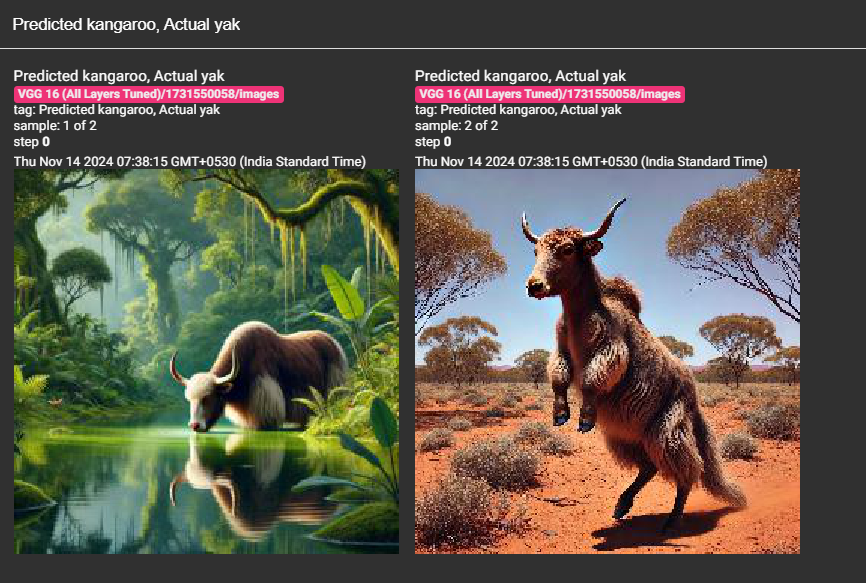 Predicted kangaroo, Actual yak
Predicted kangaroo, Actual yak
VGG 16 (All Layers Tuned)/1731550058/images
tag: Predicted kangaroo, Actual yak
sample: 1 of 2
step 0
Thu Nov 14 2024 07:38:15 GMT+0530 (India Standard Time)
Predicted kangaroo, Actual yak
VGG 16 (All Layers Tuned)/1731550058/images
tag: Predicted kangaroo, Actual yak
sample: 2 of 2
step 0
Thu Nov 14 2024 07:38:15 GMT+0530 (India Standard Time)